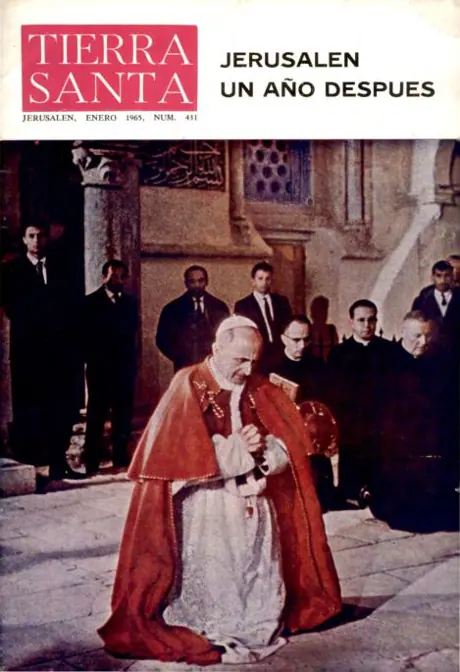 TIERRA
SANTA
JERUSALEN, ENERO 1965, NUM. 431
JERUSALEN
UN AÑO DESPUES